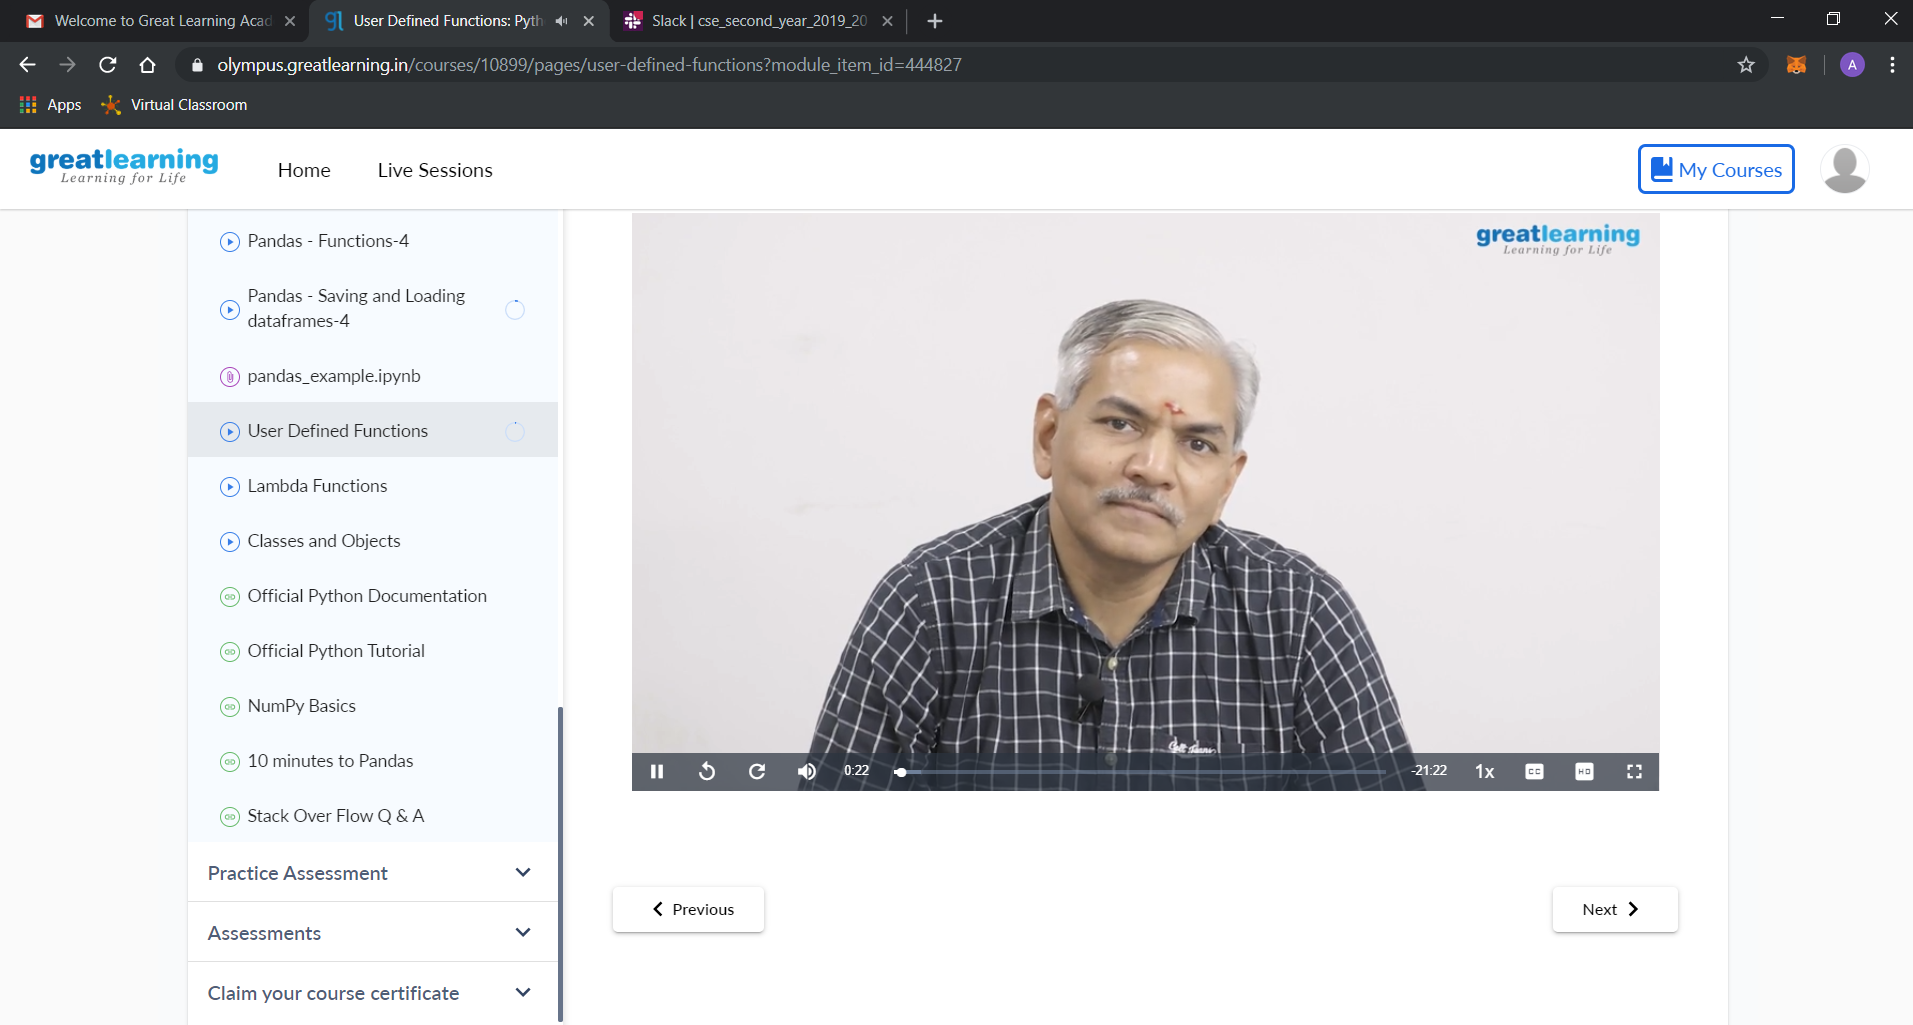 Welcome to Great Learning Acad
User Defined Functions: Pyth
Slack | cse_second_year_2019_20
olympus.greatlearning.in/courses/10899/pages/user-defined-functions?module_item_id=444827
A
Apps
Virtual Classroom
greatlearning
Learning for Life
Home
Live Sessions
My Courses
Pandas - Functions-4
Pandas - Saving and Loading
dataframes-4
pandas_example.ipynb
User Defined Functions
Lambda Functions
Classes and Objects
Official Python Documentation
Official Python Tutorial
NumPy Basics
10 minutes to Pandas
Stack Over Flow Q & A
Practice Assessment
Assessments
Claim your course certificate
greatlearning
Learning for Life
0:22
-21:22
1x
CC
HD
Previous
Next